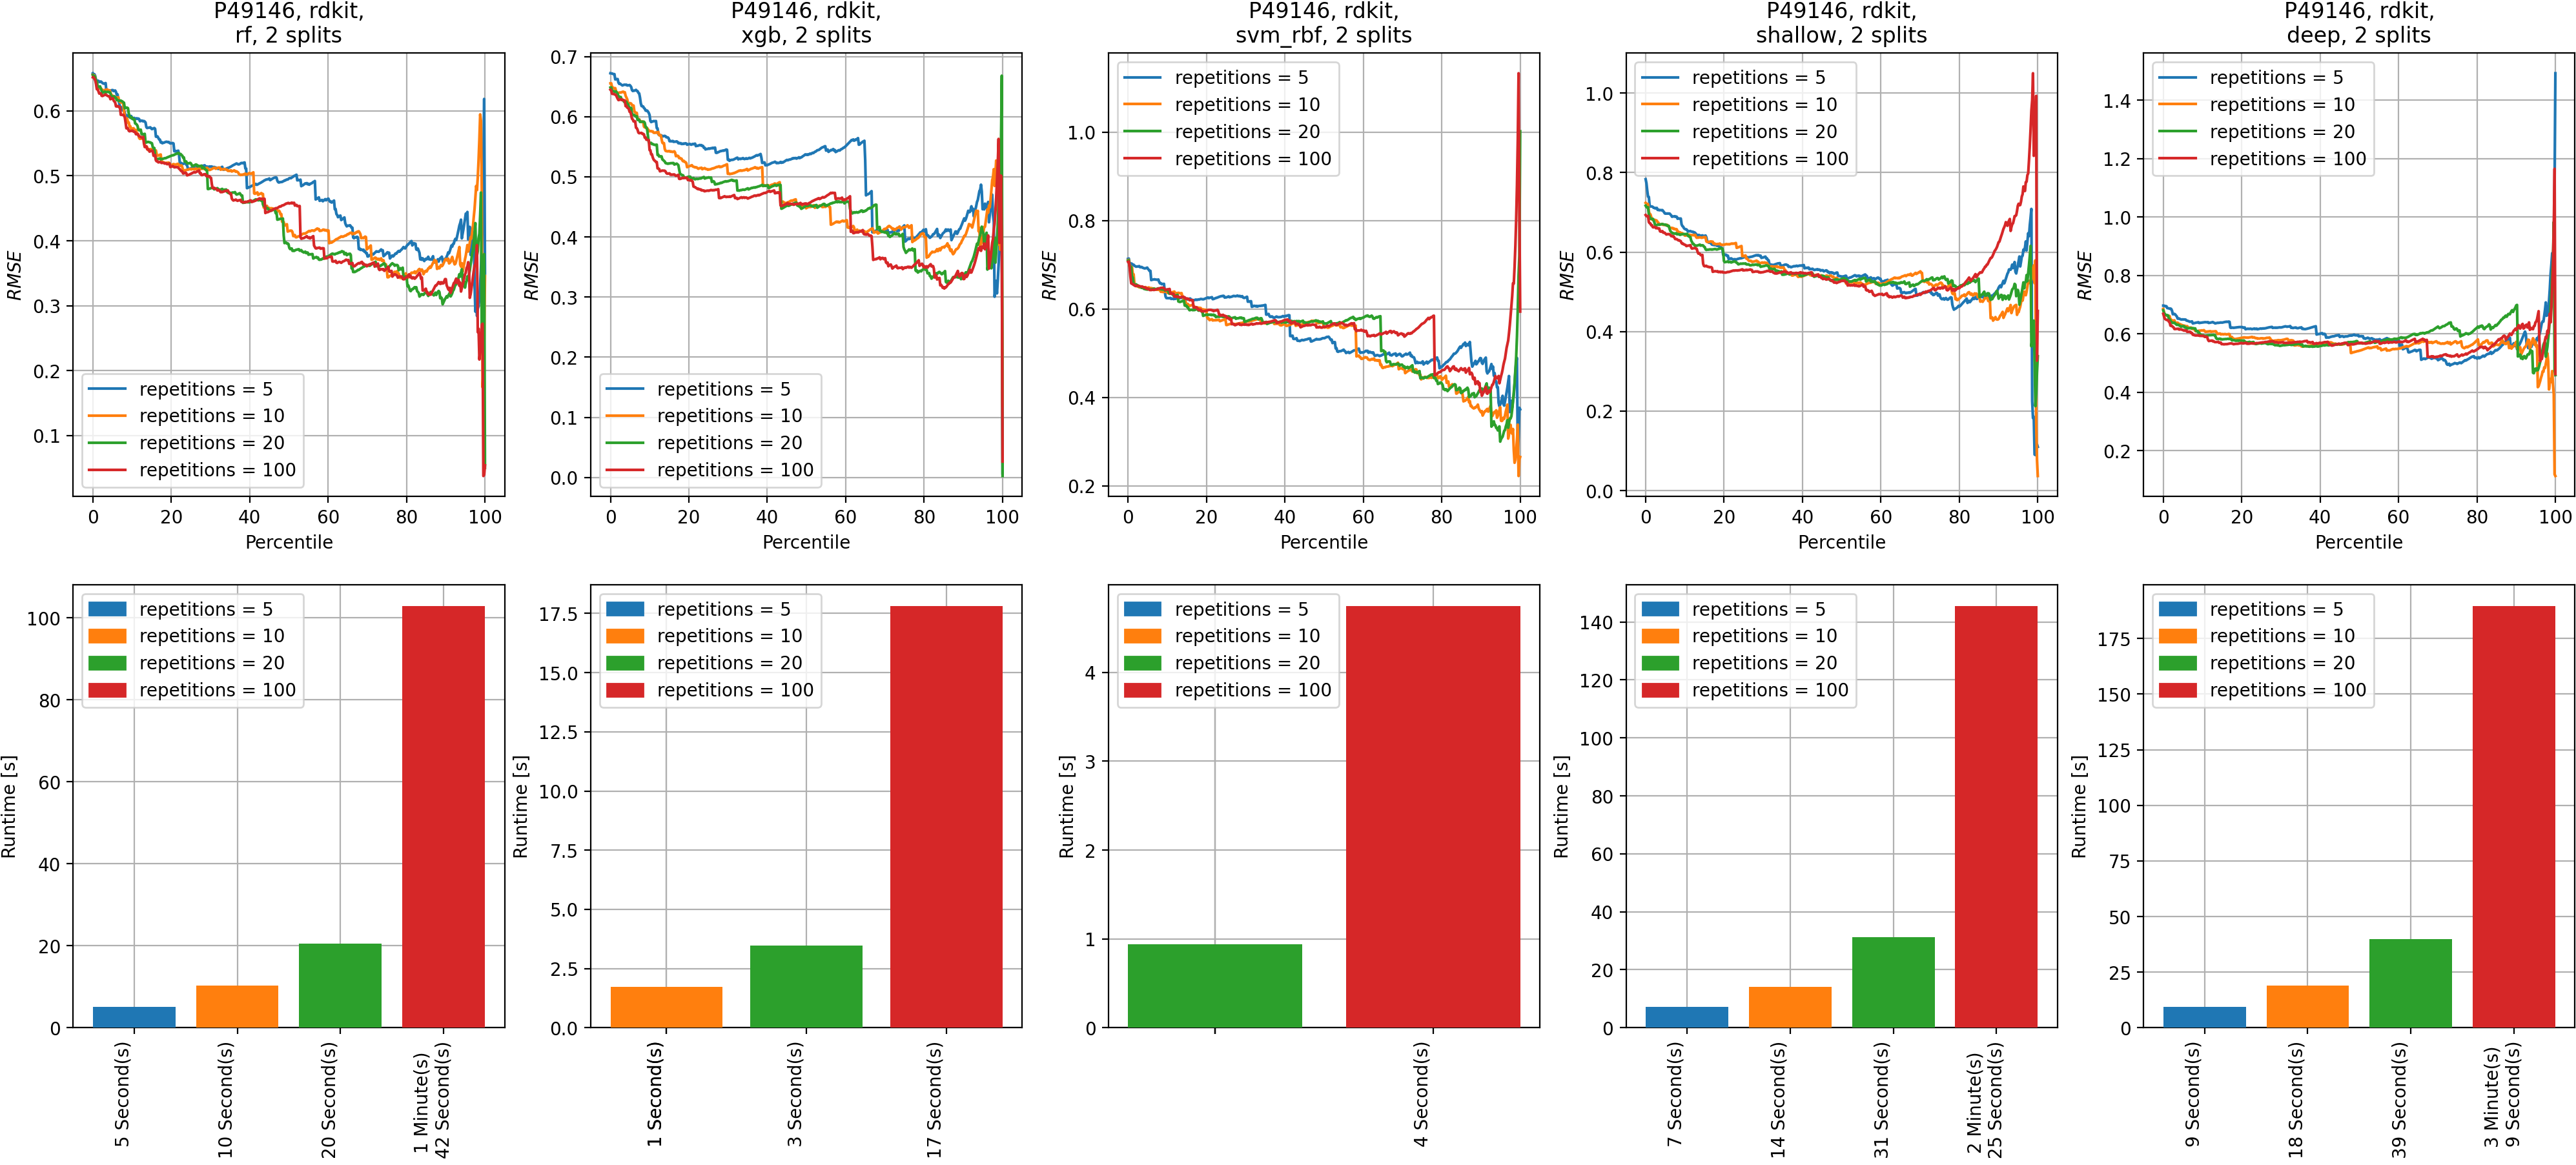 P49146, rdkit,
rf, 2 splits
RMSE
0.6
0.5
0.4
0.3
0.2
0.1
repetitions = 5
repetitions = 10
repetitions = 20
repetitions = 100
0 20 40 60 80 100
Percentile
P49146, rdkit,
xgb, 2 splits
RMSE
0.7
0.6
0.5
0.4
0.3
0.2
0.1
0.0
repetitions = 5
repetitions = 10
repetitions = 20
repetitions = 100
0 20 40 60 80 100
Percentile
P49146, rdkit,
svm_rbf, 2 splits
RMSE
1.0
0.8
0.6
0.4
0.2
repetitions = 5
repetitions = 10
repetitions = 20
repetitions = 100
0 20 40 60 80 100
Percentile
P49146, rdkit,
shallow, 2 splits
RMSE
1.0
0.8
0.6
0.4
0.2
0.0
repetitions = 5
repetitions = 10
repetitions = 20
repetitions = 100
0 20 40 60 80 100
Percentile
P49146, rdkit,
deep, 2 splits
RMSE
1.4
1.2
1.0
0.8
0.6
0.4
0.2
repetitions = 5
repetitions = 10
repetitions = 20
repetitions = 100
0 20 40 60 80 100
Percentile
Runtime [s]
100
80
60
40
20
0
repetitions = 5
repetitions = 10
repetitions = 20
repetitions = 100
5 Second(s)
10 Second(s)
20 Second(s)
1 Minute(s)
42 Second(s)
Runtime [s]
17.5
15.0
12.5
10.0
7.5
5.0
2.5
0.0
repetitions = 5
repetitions = 10
repetitions = 20
repetitions = 100
1 Second(s)
3 Second(s)
17 Second(s)
Runtime [s]
4
3
2
1
0
repetitions = 5
repetitions = 10
repetitions = 20
repetitions = 100
4 Second(s)
Runtime [s]
140
120
100
80
60
40
20
0
repetitions = 5
repetitions = 10
repetitions = 20
repetitions = 100
7 Second(s)
14 Second(s)
31 Second(s)
2 Minute(s)
25 Second(s)
Runtime [s]
175
150
125
100
75
50
25
0
repetitions = 5
repetitions = 10
repetitions = 20
repetitions = 100
9 Second(s)
18 Second(s)
39 Second(s)
3 Minute(s)
9 Second(s)